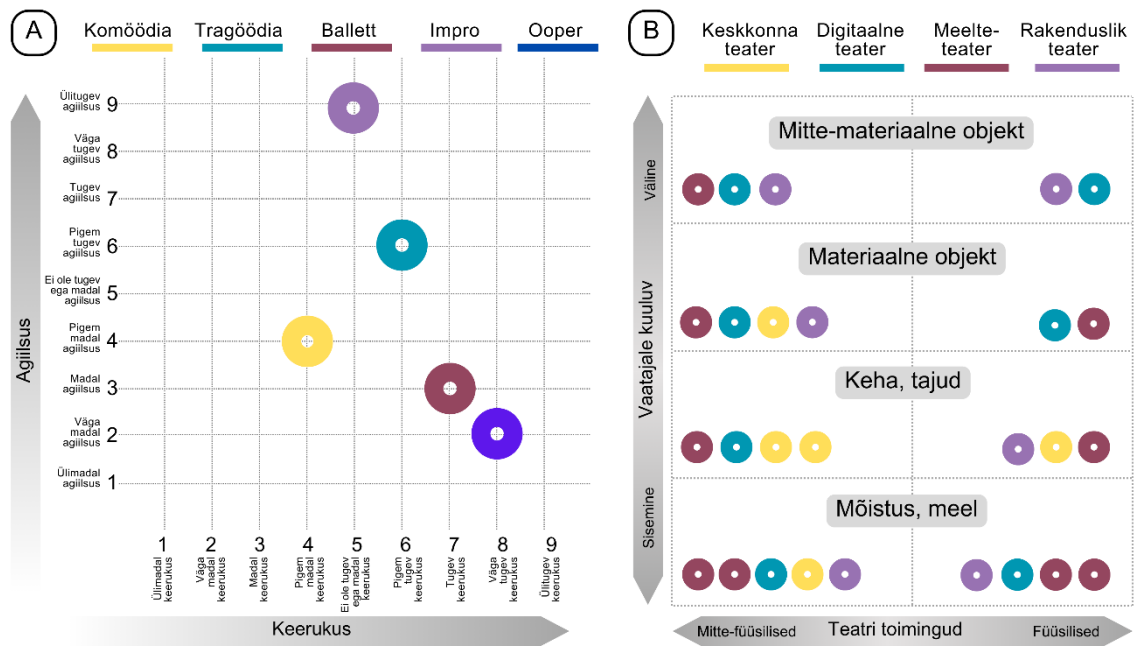 A
Komöödia
Tragöödia
Ballett
Impro
Ooper
Agiilsus
Ülitugev
agiilsus
9
Väga
tugev
agiilsus
8
Tugev
agiilsus
7
Pigem
tugev
agiilsus
6
Ei ole tugev
ega madal
agiilsus
5
Pigem
madal
agiilsus
4
Madal
agiilsus
3
Väga
madal
agiilsus
2
Ülimadal
agiilsus
1
1
Ülimadal
keerukus
2
Väga
madal
keerukus
3
Madal
keerukus
4
Pigem
madal
keerukus
5
Ei ole tugev
ega madal
keerukus
6
Pigem
tugev
keerukus
7
Tugev
keerukus
8
Väga
tugev
keerukus
9
Ülitugev
keerukus
Keerukus
B
Keskkonna
teater
Digitaalne
teater
Meelte-
teater
Rakenduslik
teater
Vaatajale kuuluv
Väline
Sisemine
Mitte-materiaalne objekt
Materiaalne objekt
Keha, tajud
Mõistus, meel
Mitte-füüsilised
Teatri toimingud
Füüsilised